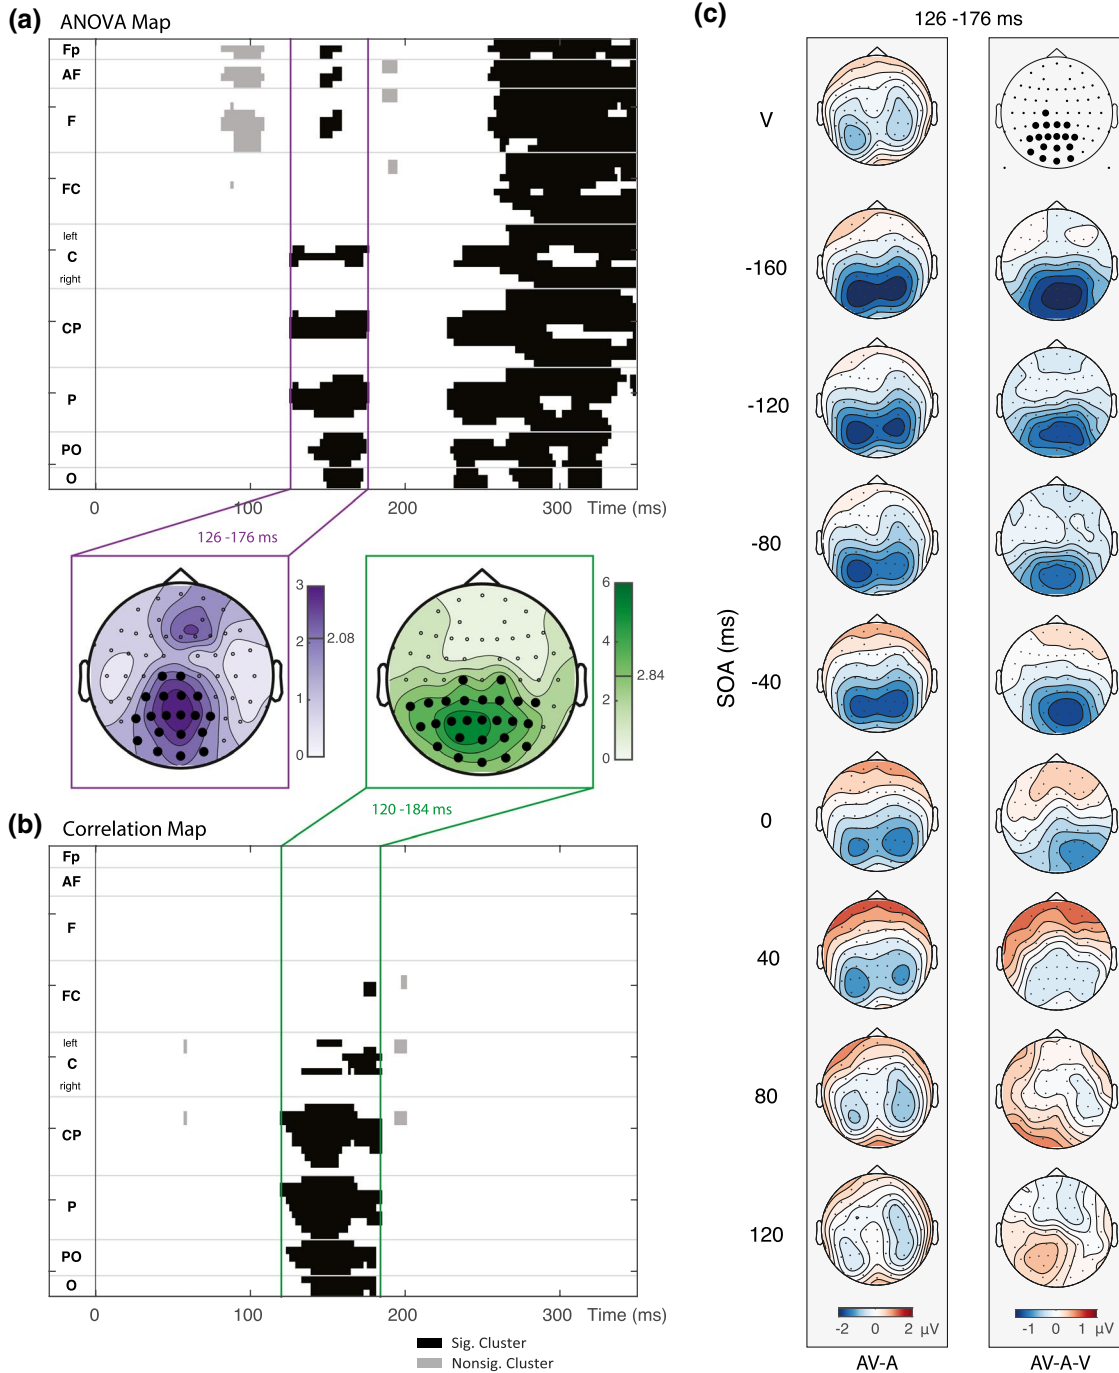 (a) ANOVA Map
Fp
AF
F
FC
left
C
right
CP
P
PO
O
0 100 200 300 Time (ms)
126 -176 ms
3
2
1
0
2.08
6
4
2
0
2.84
120 -184 ms
(b) Correlation Map
Fp
AF
F
FC
left
C
right
CP
P
PO
O
0 100 200 300 Time (ms)
Sig. Cluster
Nonsig. Cluster
(c) 126 -176 ms
V
-160
-120
-80
-40
0
40
80
120
SOA (ms)
-2 0 2 µV
-1 0 1 µV
AV-A
AV-A-V